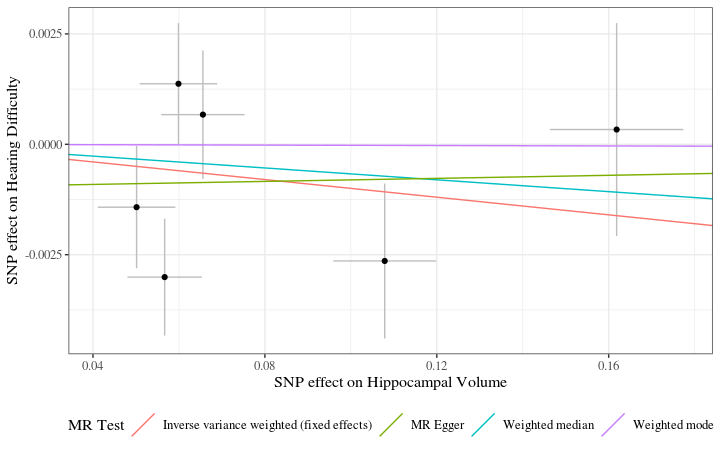 SNP effect on Hearing Difficulty
0.0025
0.0000
-0.0025
0.04 0.08 0.12 0.16
SNP effect on Hippocampal Volume
MR Test Inverse variance weighted (fixed effects) MR Egger Weighted median Weighted mode